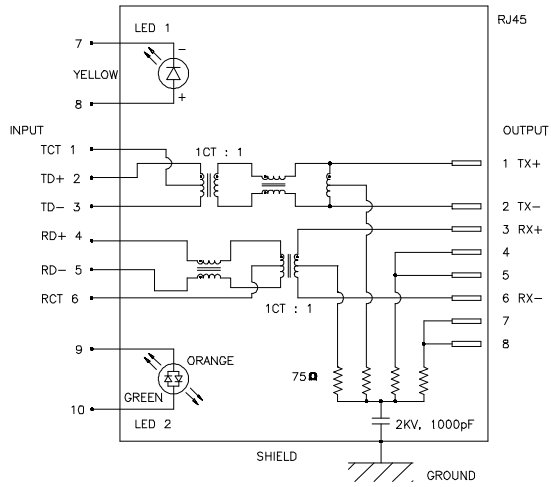 LED 1
RJ45
7
−
YELLOW
8
+
INPUT
OUTPUT
TCT 1
1CT : 1
1 TX+
TD+ 2
TD− 3
2 TX−
RD+ 4
3 RX+
4
RD− 5
5
RCT 6
6 RX−
1CT : 1
7
8
9
ORANGE
75Ω
GREEN
10
LED 2
2KV, 1000pF
SHIELD
GROUND